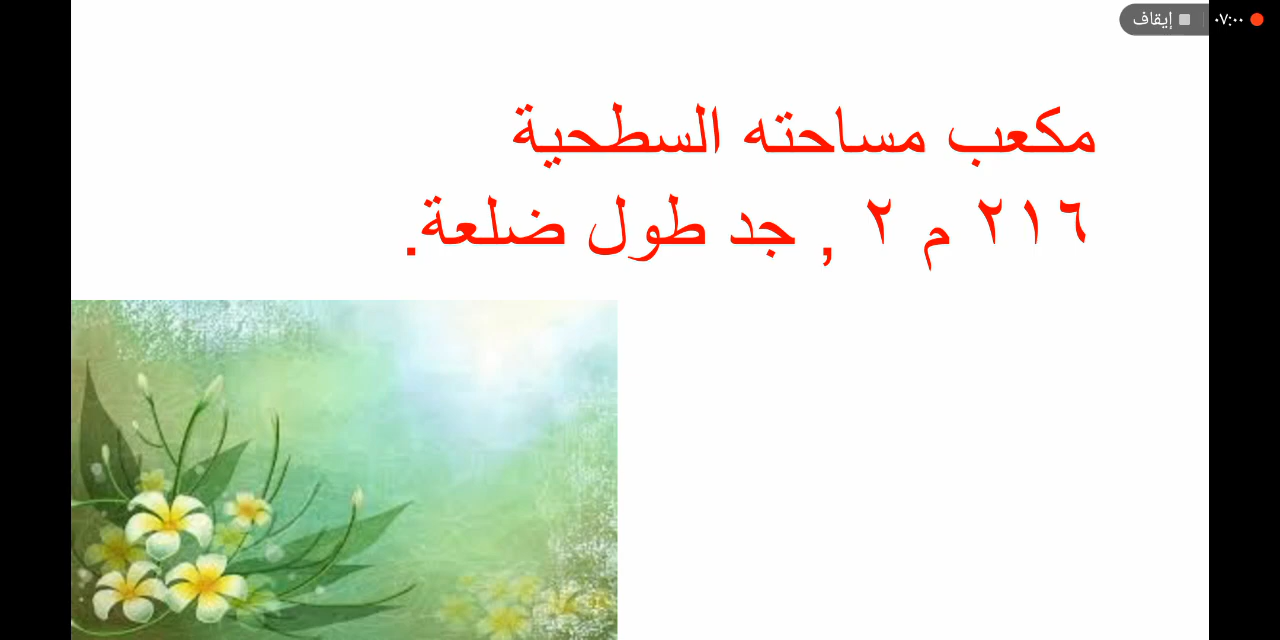 إيقاف ٠٧:٠٠
مكعب مساحته السطحية
٢١٦ م ٢ , جد طول ضلعة.